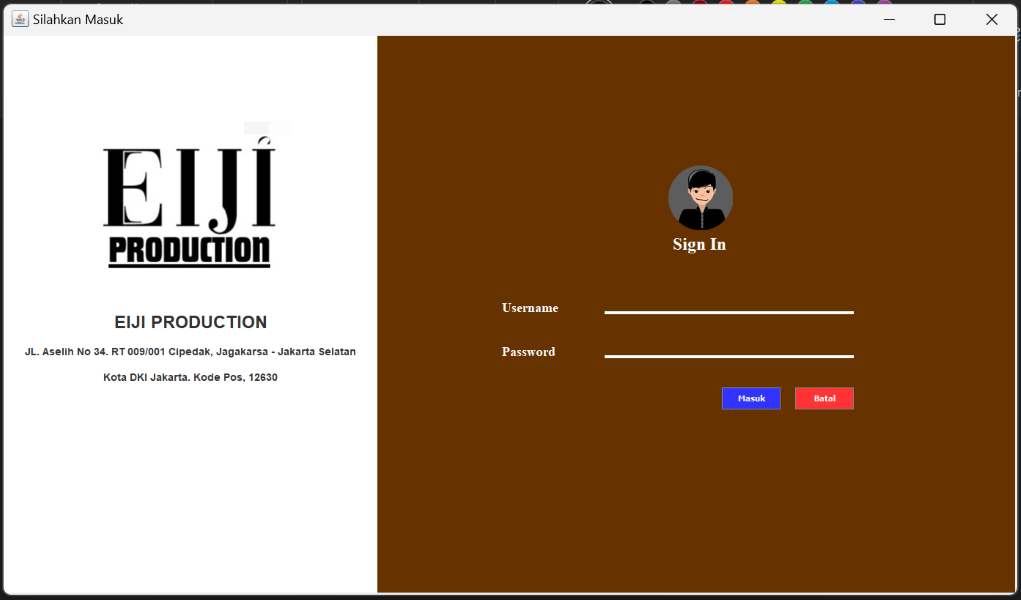 Silahkan Masuk
EIJI
PRODUCTION
EIJI PRODUCTION
JL. Aselih No 34. RT 009/001 Cipedak, Jagakarsa - Jakarta Selatan
Kota DKI Jakarta. Kode Pos, 12630
Sign In
Username
Password
Masuk
Batal